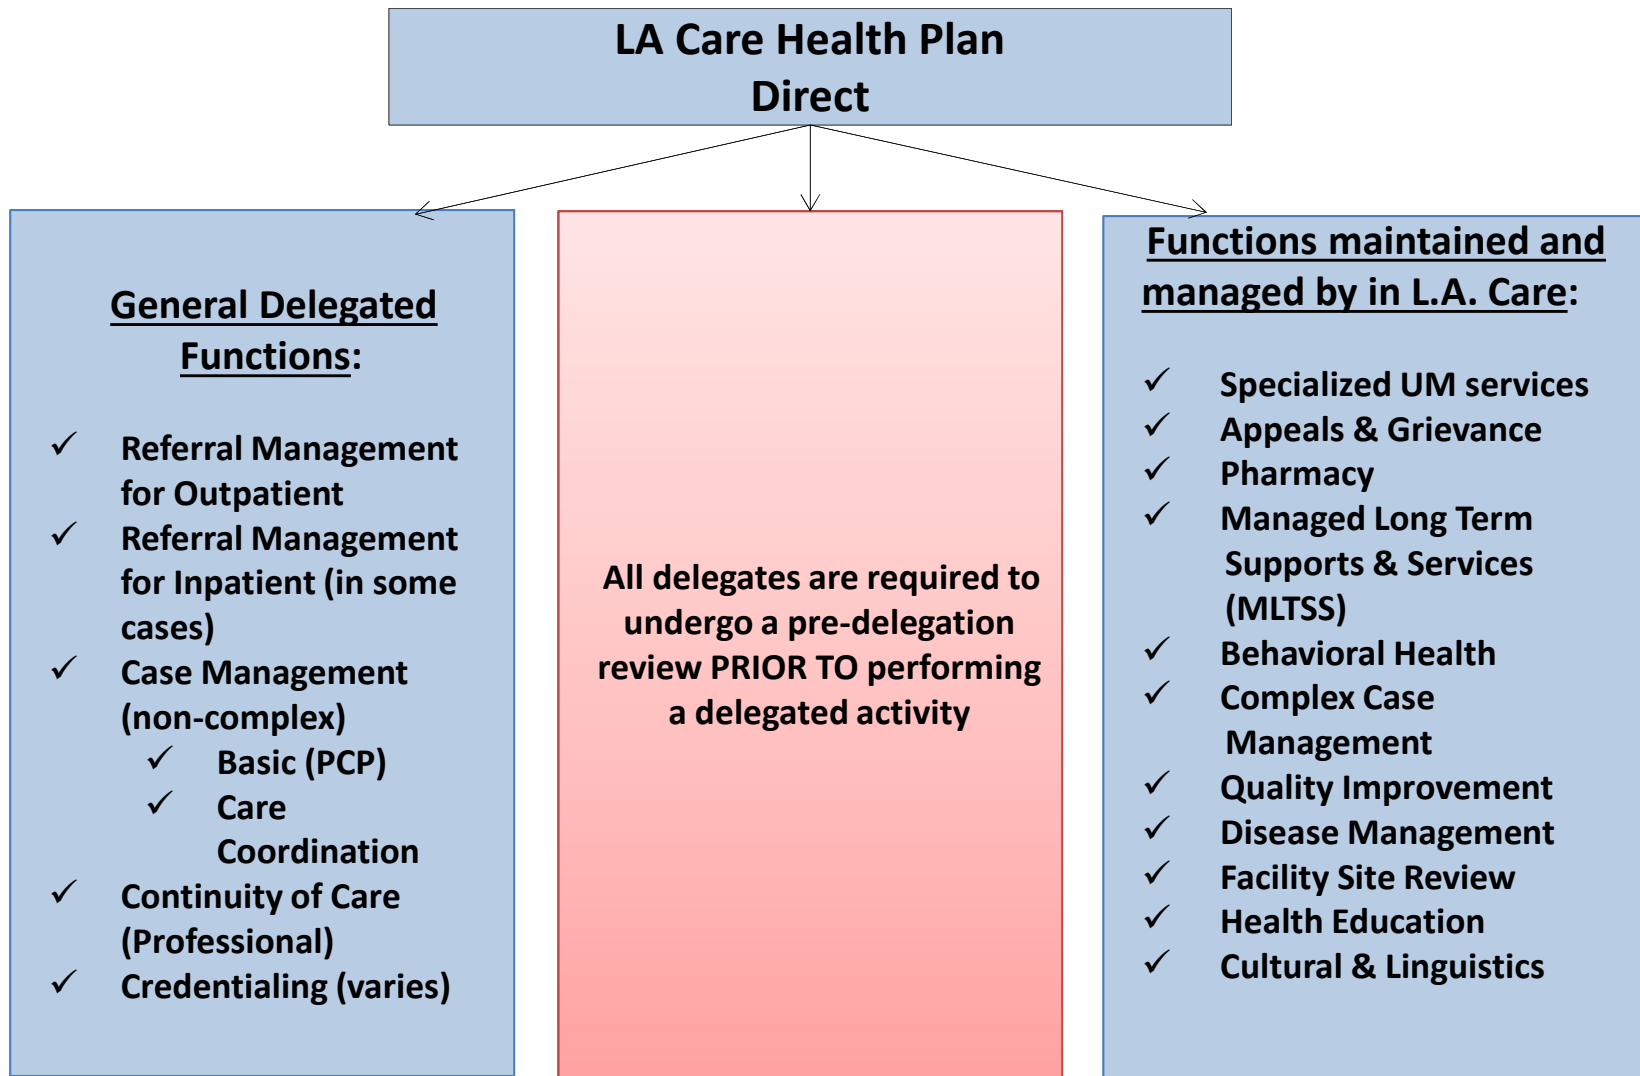 LA Care Health Plan
Direct
General Delegated
Functions:
✓ Referral Management
for Outpatient
✓ Referral Management
for Inpatient (in some
cases)
✓ Case Management
(non-complex)
✓ Basic (PCP)
✓ Care
Coordination
✓ Continuity of Care
(Professional)
✓ Credentialing (varies)
All delegates are required to
undergo a pre-delegation
review PRIOR TO performing
a delegated activity
Functions maintained and
managed by in L.A. Care:
✓ Specialized UM services
✓ Appeals & Grievance
✓ Pharmacy
✓ Managed Long Term
Supports & Services
(MLTSS)
✓ Behavioral Health
✓ Complex Case
Management
✓ Quality Improvement
✓ Disease Management
✓ Facility Site Review
✓ Health Education
✓ Cultural & Linguistics